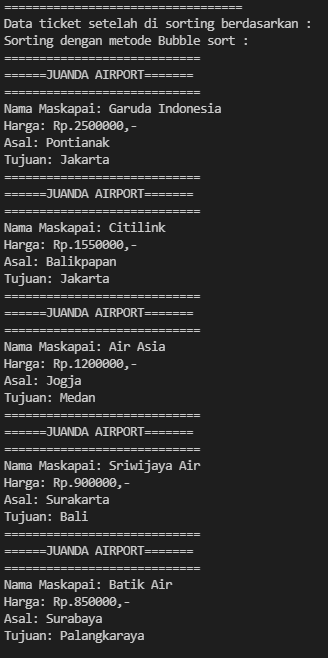 ==================================
Data ticket setelah di sorting berdasarkan :
Sorting dengan metode Bubble sort :
============================
======JUANDA AIRPORT=======
============================
Nama Maskapai: Garuda Indonesia
Harga: Rp.2500000,-
Asal: Pontianak
Tujuan: Jakarta
============================
======JUANDA AIRPORT=======
============================
Nama Maskapai: Citilink
Harga: Rp.1550000,-
Asal: Balikpapan
Tujuan: Jakarta
============================
======JUANDA AIRPORT=======
============================
Nama Maskapai: Air Asia
Harga: Rp.1200000,-
Asal: Jogja
Tujuan: Medan
============================
======JUANDA AIRPORT=======
============================
Nama Maskapai: Sriwijaya Air
Harga: Rp.900000,-
Asal: Surakarta
Tujuan: Bali
============================
======JUANDA AIRPORT=======
============================
Nama Maskapai: Batik Air
Harga: Rp.850000,-
Asal: Surabaya
Tujuan: Palangkaraya